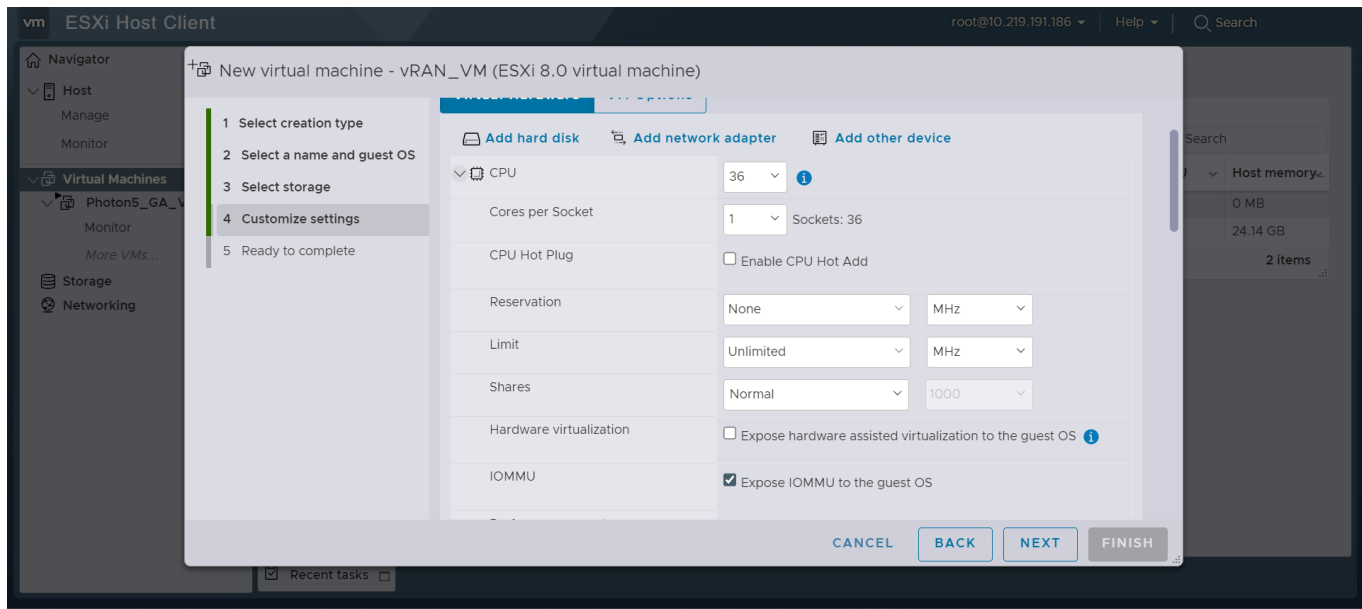 vm ESXi Host Client root@10.219.191.186 Help Search
Navigator
Host
Manage
Monitor
Virtual Machines
Photon5_GA_V
Monitor
More VMs...
Storage
Networking
New virtual machine - vRAN_VM (ESXi 8.0 virtual machine)
1 Select creation type
2 Select a name and guest OS
3 Select storage
4 Customize settings
5 Ready to complete
Add hard disk Add network adapter Add other device
CPU 36
Cores per Socket 1 Sockets: 36
CPU Hot Plug Enable CPU Hot Add
Reservation None MHz
Limit Unlimited MHz
Shares Normal 1000
Hardware virtualization Expose hardware assisted virtualization to the guest OS
IOMMU Expose IOMMU to the guest OS
CANCEL BACK NEXT FINISH
Search
Host memory
0 MB
24.14 GB
2 items
Recent tasks